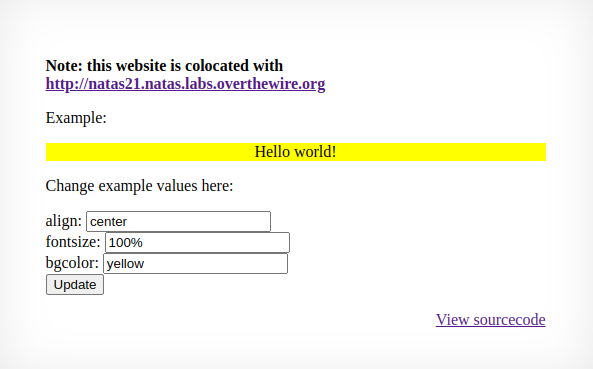 Note: this website is colocated with
http://natas21.natas.labs.overthewire.org
Example:
Hello world!
Change example values here:
align: center
fontsize: 100%
bgcolor: yellow
Update
View sourcecode